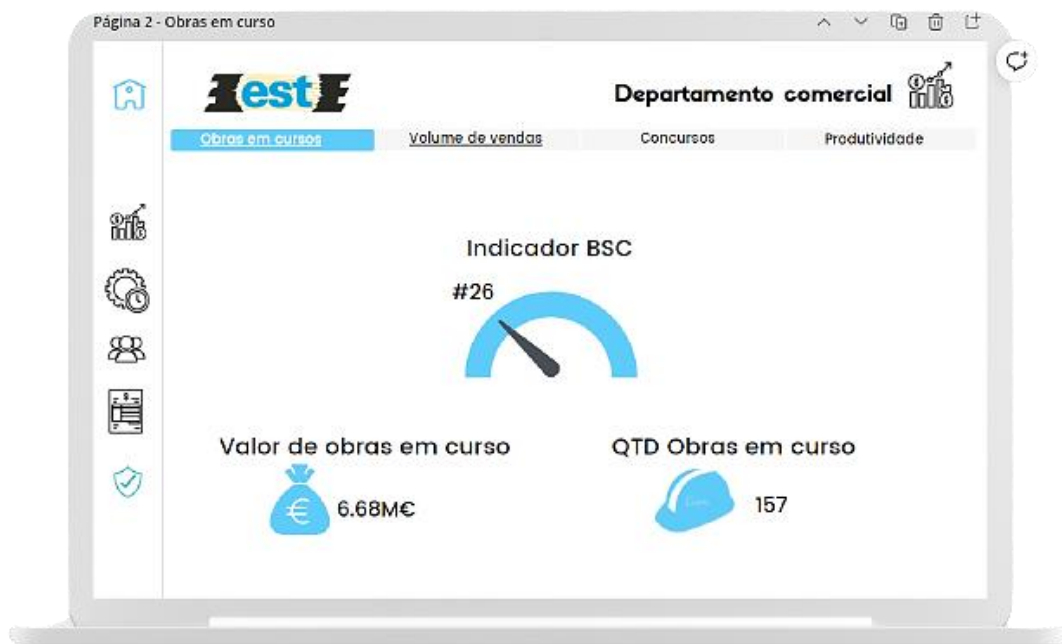 Página 2 - Obras em curso
est
Departamento comercial
Obras em cursos
Volume de vendas
Concursos
Produtividade
Indicador BSC
#26
Valor de obras em curso
QTD Obras em curso
€
6.68M€
157